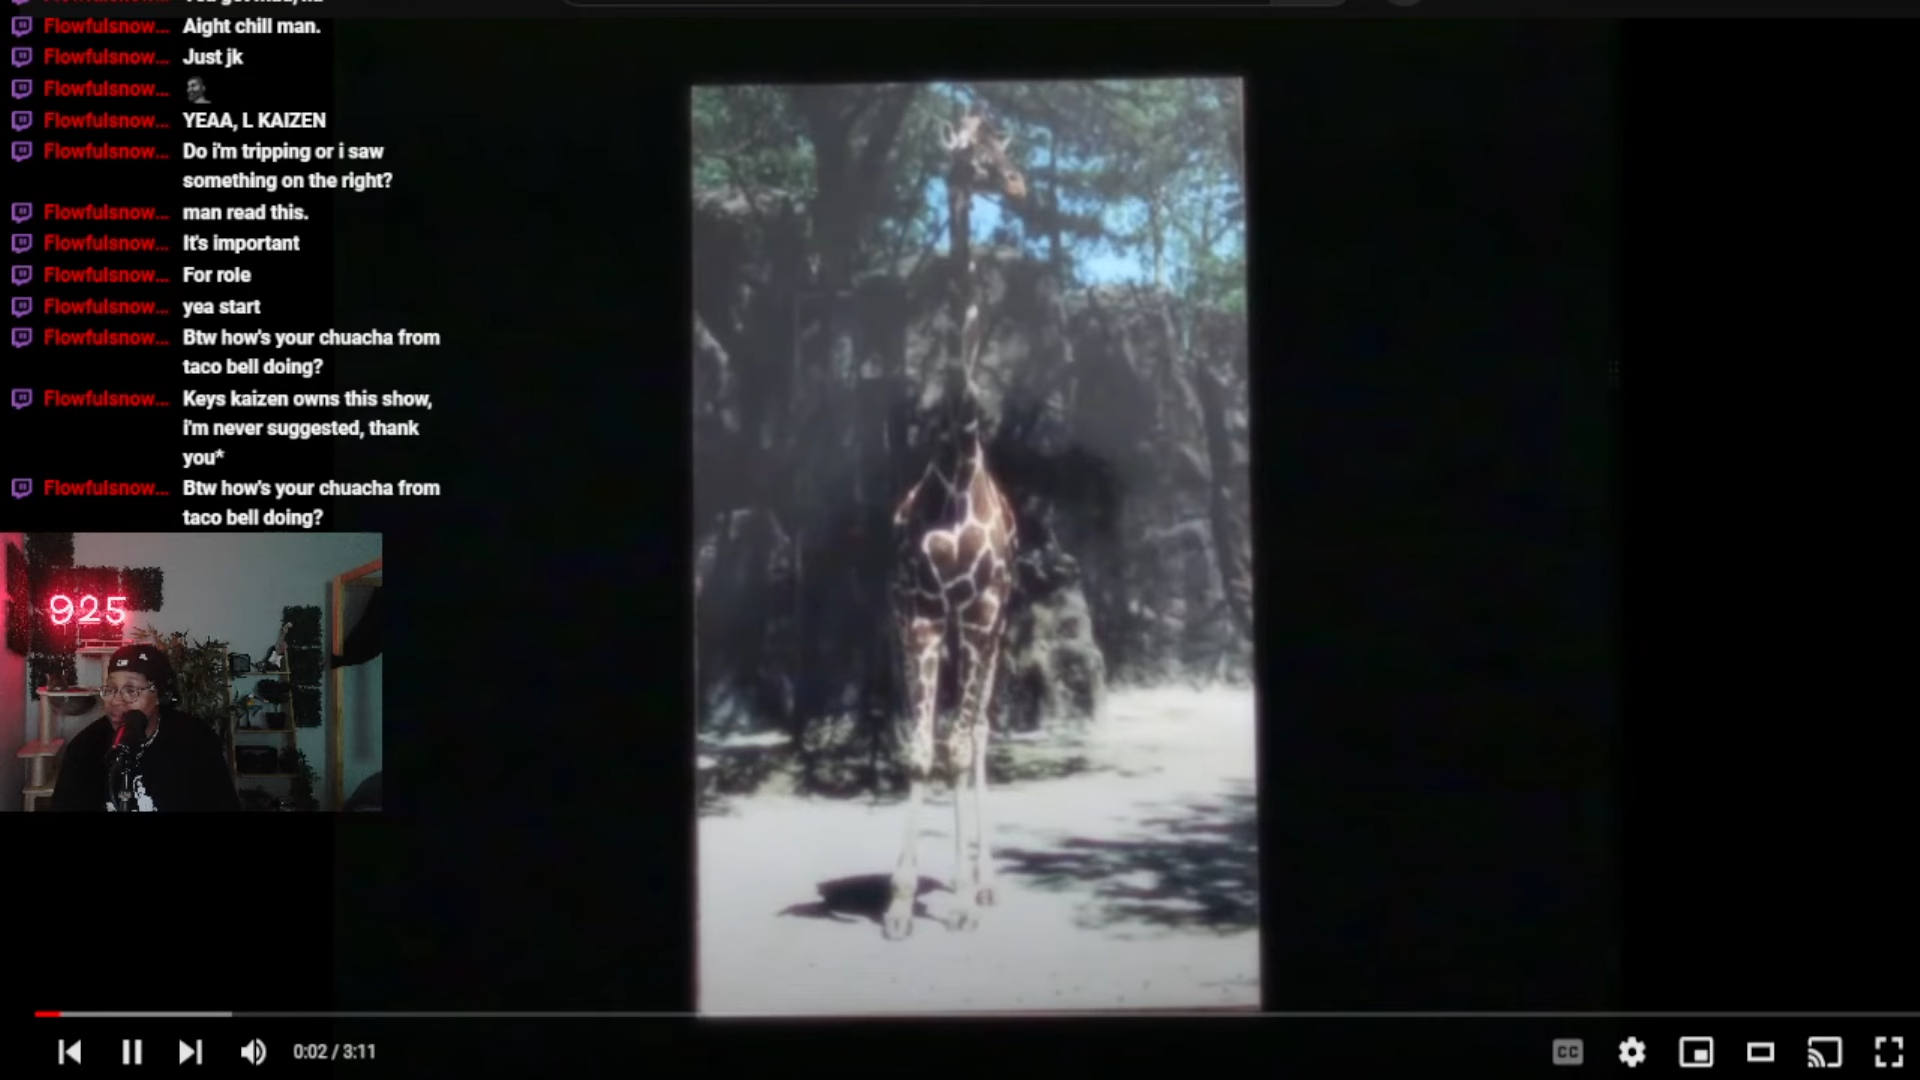 Flowfulsnow... Aight chill man.
Flowfulsnow... Just jk
Flowfulsnow...
Flowfulsnow... YEAA, L KAIZEN
Flowfulsnow... Do i'm tripping or i saw
something on the right?
Flowfulsnow... man read this.
Flowfulsnow... It's important
Flowfulsnow... For role
Flowfulsnow... yea start
Flowfulsnow... Btw how's your chuacha from
taco bell doing?
Flowfulsnow... Keys kaizen owns this show,
i'm never suggested, thank
you*
Flowfulsnow... Btw how's your chuacha from
taco bell doing?
925
0:02 / 3:11
CC